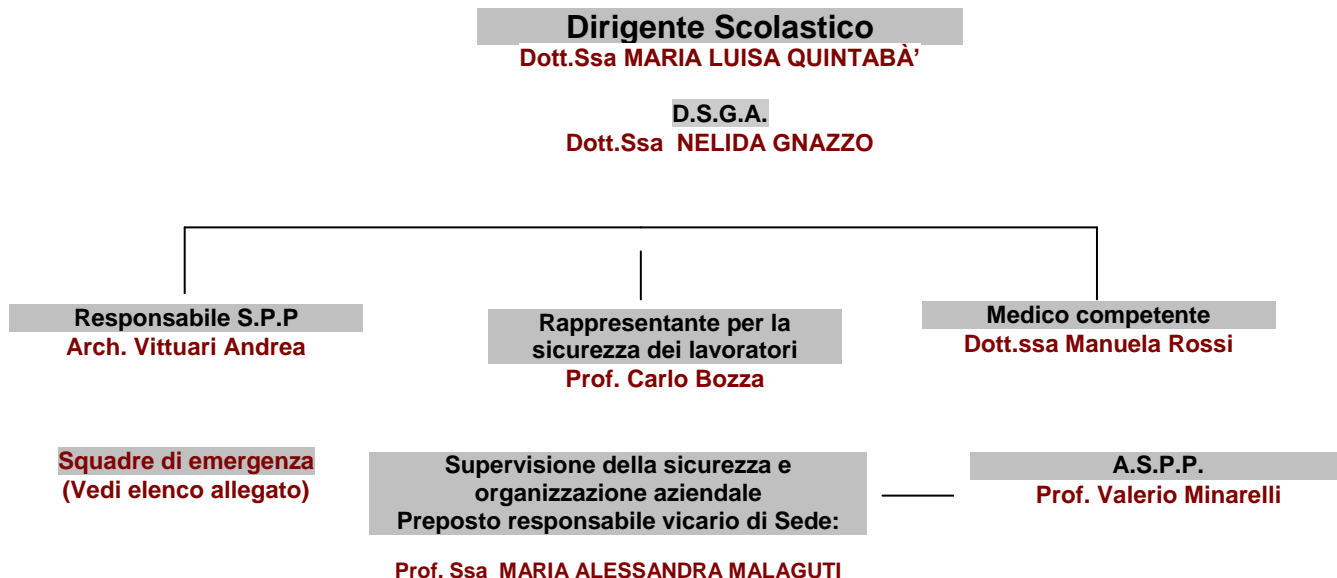 Dirigente Scolastico
Dott.Ssa MARIA LUISA QUINTABÀ’
D.S.G.A.
Dott.Ssa NELIDA GNAZZO
Responsabile S.P.P
Arch. Vittuari Andrea
Rappresentante per la
sicurezza dei lavoratori
Prof. Carlo Bozza
Medico competente
Dott.ssa Manuela Rossi
Squadre di emergenza
(Vedi elenco allegato)
Supervisione della sicurezza e
organizzazione aziendale
Preposto responsabile vicario di Sede:
Prof. Ssa MARIA ALESSANDRA MALAGUTI
A.S.P.P.
Prof. Valerio Minarelli